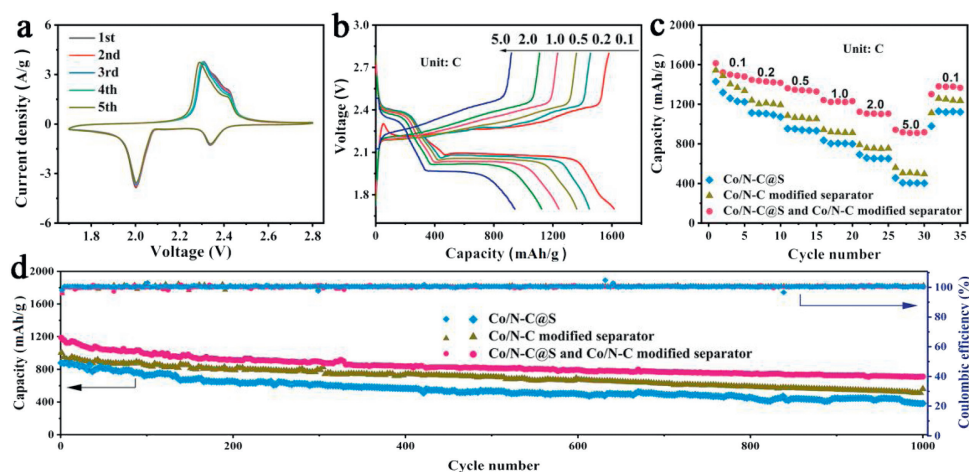 a
Current density (A/g)
6
3
0
-3
-6
1st
2nd
3rd
4th
5th
1.8 2.0 2.2 2.4 2.6 2.8
Voltage (V)
b
Voltage (V)
3.0
2.7
2.4
2.1
1.8
5.0 2.0 1.0 0.5 0.2 0.1
Unit: C
0 400 800 1200 1600
Capacity (mAh/g)
c
Capacity (mAh/g)
2000
1600
1200
800
400
0
Unit: C
0.1
0.2
0.5
1.0
2.0
5.0
0.1
Co/N-C@S
Co/N-C modified separator
Co/N-C@S and Co/N-C modified separator
0 5 10 15 20 25 30 35
Cycle number
d
Capacity (mAh/g)
2000
1600
1200
800
400
0
Co/N-C@S
Co/N-C modified separator
Co/N-C@S and Co/N-C modified separator
100
80
60
40
20
0
Coulombic efficiency (%)
0 200 400 600 800 1000
Cycle number